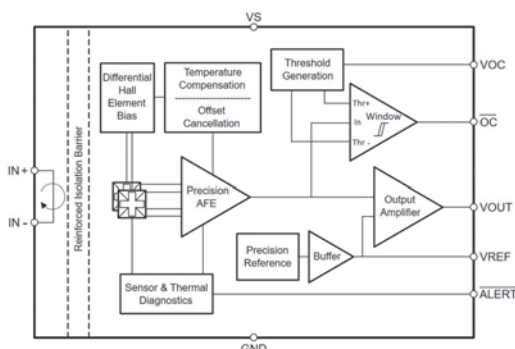 VS
Differential
Hall
Element
Bias
Temperature
Compensation
Offset
Cancellation
Threshold
Generation
VOC
Thr+
In
Window
Thr -
OC
IN +
IN -
Reinforced Isolation Barrier
Precision
AFE
Output
Amplifier
VOUT
Precision
Reference
Buffer
VREF
Sensor & Thermal
Diagnostics
ALERT
GND